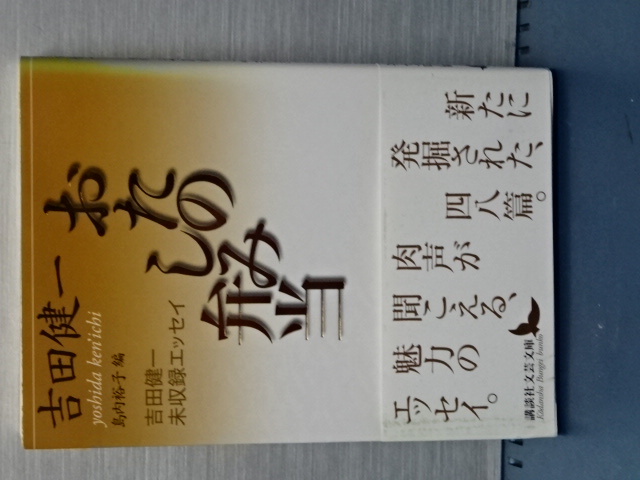 吉田健一
yoshida ken'ichi
島内裕子 編
おたのしみ弁当
吉田健一
未収録エッセイ
新たに
発掘された、
四八篇。
肉声が
聞こえる、
魅力の
エッセイ。
講談社文芸文庫
Kodansha Bungei bunko